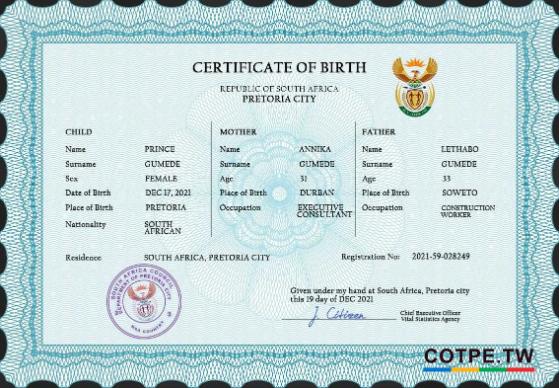 CERTIFICATE OF BIRTH
REPUBLIC OF SOUTH AFRICA
PRETORIA CITY
CHILD
Name PRINCE
Surname GUMEDE
Sex FEMALE
Date of Birth DEC 17, 2021
Place of Birth PRETORIA
Nationality SOUTH
AFRICAN
MOTHER
Name ANNIKA
Surname GUMEDE
Age 31
Place of Birth DURBAN
Occupation EXECUTIVE
CONSULTANT
FATHER
Name LETHABO
Surname GUMEDE
Age 33
Place of Birth SOWETO
Occupation CONSTRUCTION
WORKER
Residence SOUTH AFRICA, PRETORIA CITY
Registration No: 2021-59-028249
SOUTH AFRICA COUNCIL
DEPARTMENT OF PRETORIA CITY
Given under my hand at South Africa, Pretoria city
this 19 day of DEC 2021
J. Citizen
Chief Executive Officer
Vital Statistics Agency
COTPE.TW